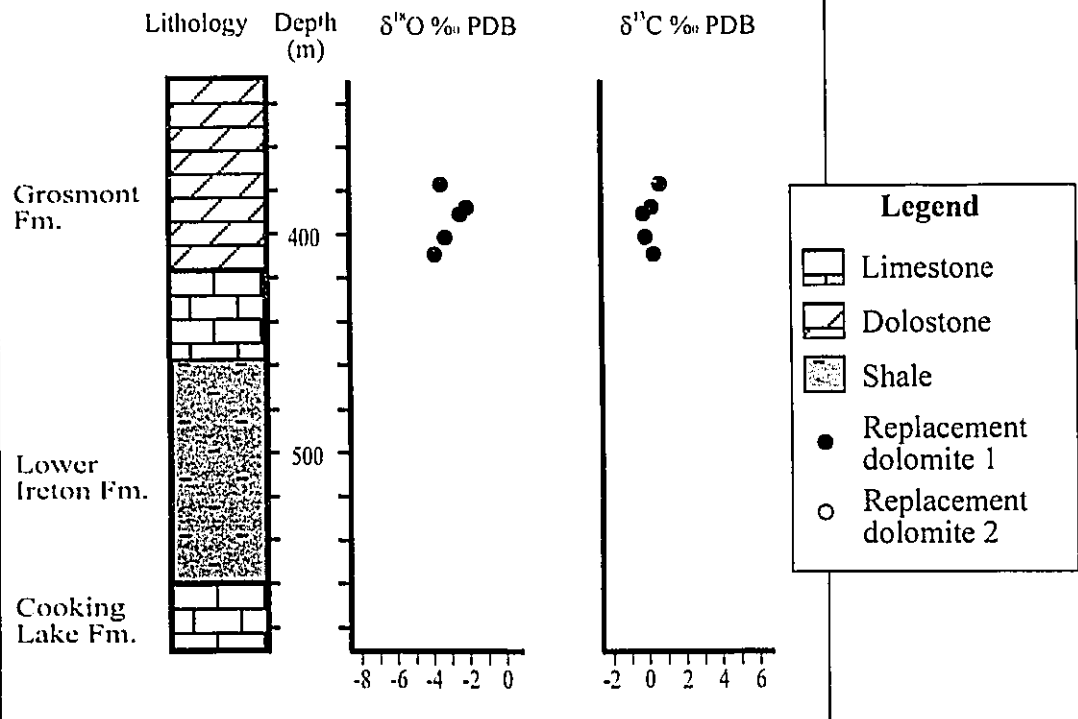 Lithology Depth (m) δ¹⁸O ‰ PDB δ¹³C ‰ PDB
Grosmont
Fm.
400
Lower
Ireton Fm.
500
Cooking
Lake Fm.
-8 -6 -4 -2 0
-2 0 2 4 6
Legend
Limestone
Dolostone
Shale
Replacement
dolomite 1
Replacement
dolomite 2